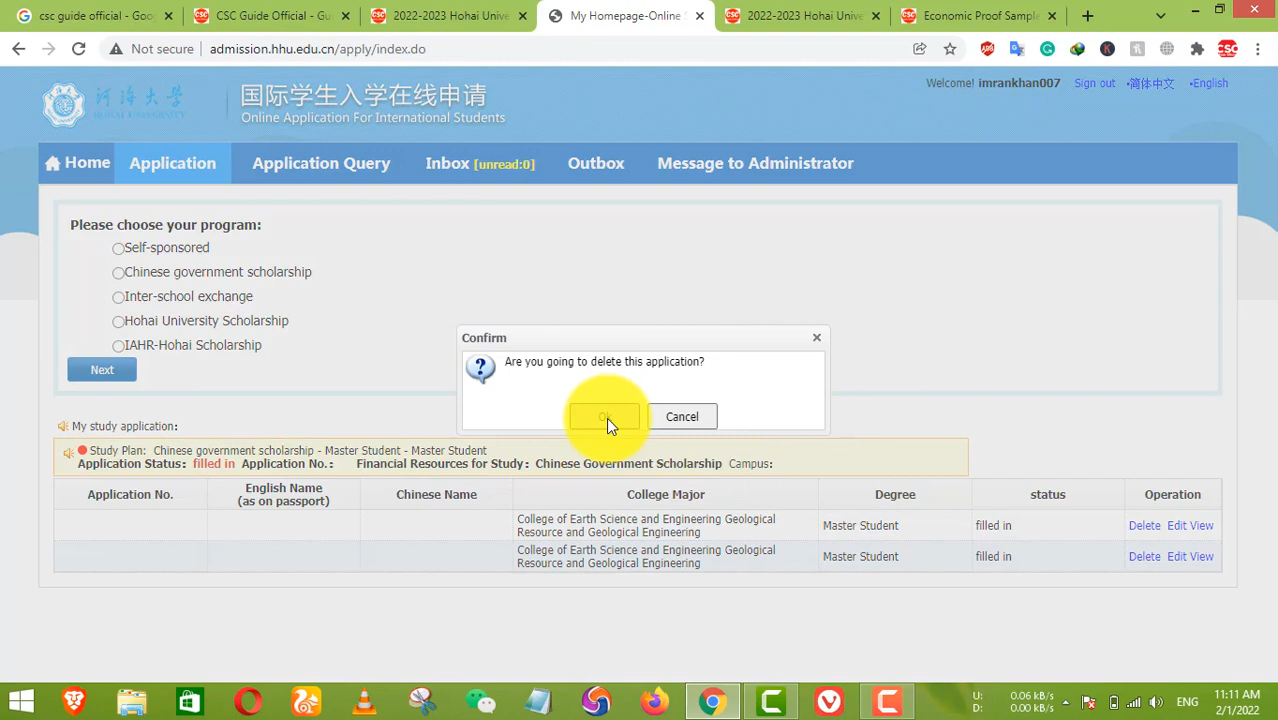 csc guide official - Goo
CSC Guide Official - Gu
2022-2023 Hohai Unive
My Homepage-Online
2022-2023 Hohai Unive
Economic Proof Sample
Not secure admission.hhu.edu.cn/apply/index.do
河海大学
HOHAI UNIVERSITY
国际学生入学在线申请
Online Application For International Students
Welcome! imrankhan007 Sign out •简体中文 •English
Home Application Application Query Inbox [unread:0] Outbox Message to Administrator
Please choose your program:
Self-sponsored
Chinese government scholarship
Inter-school exchange
Hohai University Scholarship
IAHR-Hohai Scholarship
Next
Confirm
Are you going to delete this application?
Ok Cancel
My study application:
Study Plan: Chinese government scholarship - Master Student - Master Student
Application Status: filled in Application No.: Financial Resources for Study: Chinese Government Scholarship Campus:
Application No. English Name (as on passport) Chinese Name College Major Degree status Operation
College of Earth Science and Engineering Geological
Resource and Geological Engineering
Master Student filled in Delete Edit View
College of Earth Science and Engineering Geological
Resource and Geological Engineering
Master Student filled in Delete Edit View
U: 0.06 kB/s
D: 0.00 kB/s
ENG
11:11 AM
2/1/2022